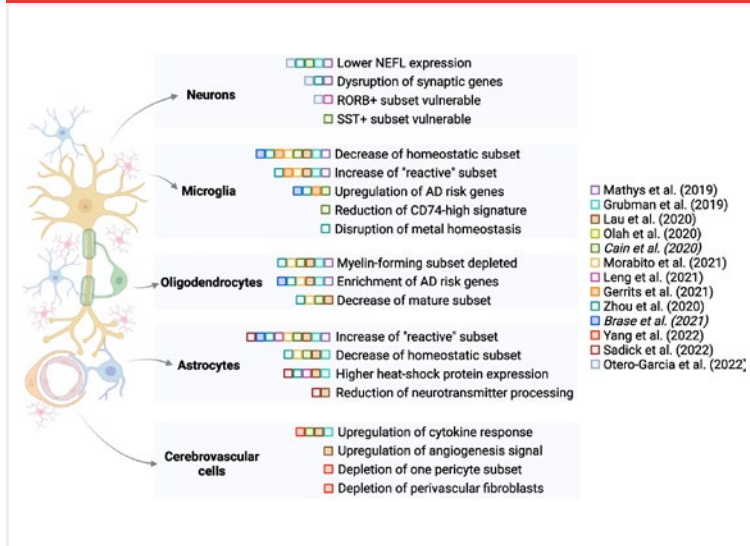 Neurons
Lower NEFL expression
Dysruption of synaptic genes
RORB+ subset vulnerable
SST+ subset vulnerable
Microglia
Decrease of homeostatic subset
Increase of "reactive" subset
Upregulation of AD risk genes
Reduction of CD74-high signature
Disruption of metal homeostasis
Oligodendrocytes
Myelin-forming subset depleted
Enrichment of AD risk genes
Decrease of mature subset
Astrocytes
Increase of "reactive" subset
Decrease of homeostatic subset
Higher heat-shock protein expression
Reduction of neurotransmitter processing
Cerebrovascular
cells
Upregulation of cytokine response
Upregulation of angiogenesis signal
Depletion of one pericyte subset
Depletion of perivascular fibroblasts
Mathys et al. (2019)
Grubman et al. (2019)
Lau et al. (2020)
Olah et al. (2020)
Cain et al. (2020)
Morabito et al. (2021)
Leng et al. (2021)
Gerrits et al. (2021)
Zhou et al. (2020)
Brase et al. (2021)
Yang et al. (2022)
Sadick et al. (2022)
Otero-Garcia et al. (2022)